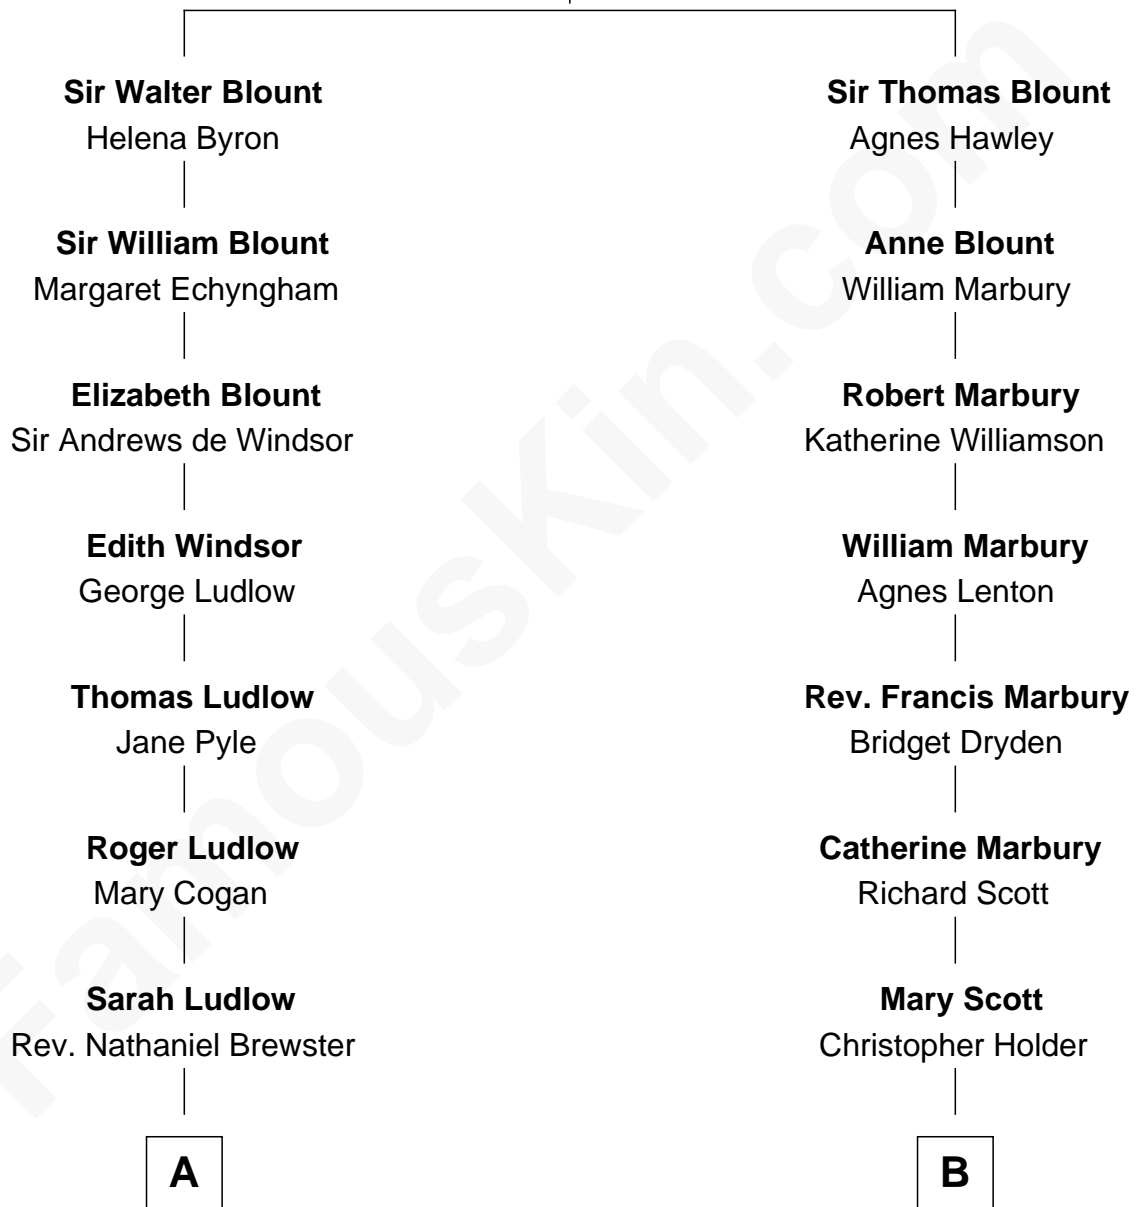 Sir Walter Blount
Helena Byron
Sir William Blount
Margaret Echyngham
Elizabeth Blount
Sir Andrews de Windsor
Edith Windsor
George Ludlow
Thomas Ludlow
Jane Pyle
Roger Ludlow
Mary Cogan
Sarah Ludlow
Rev. Nathaniel Brewster
A
Sir Thomas Blount
Agnes Hawley
Anne Blount
William Marbury
Robert Marbury
Katherine Williamson
William Marbury
Agnes Lenton
Rev. Francis Marbury
Bridget Dryden
Catherine Marbury
Richard Scott
Mary Scott
Christopher Holder
B
FamousKin.com